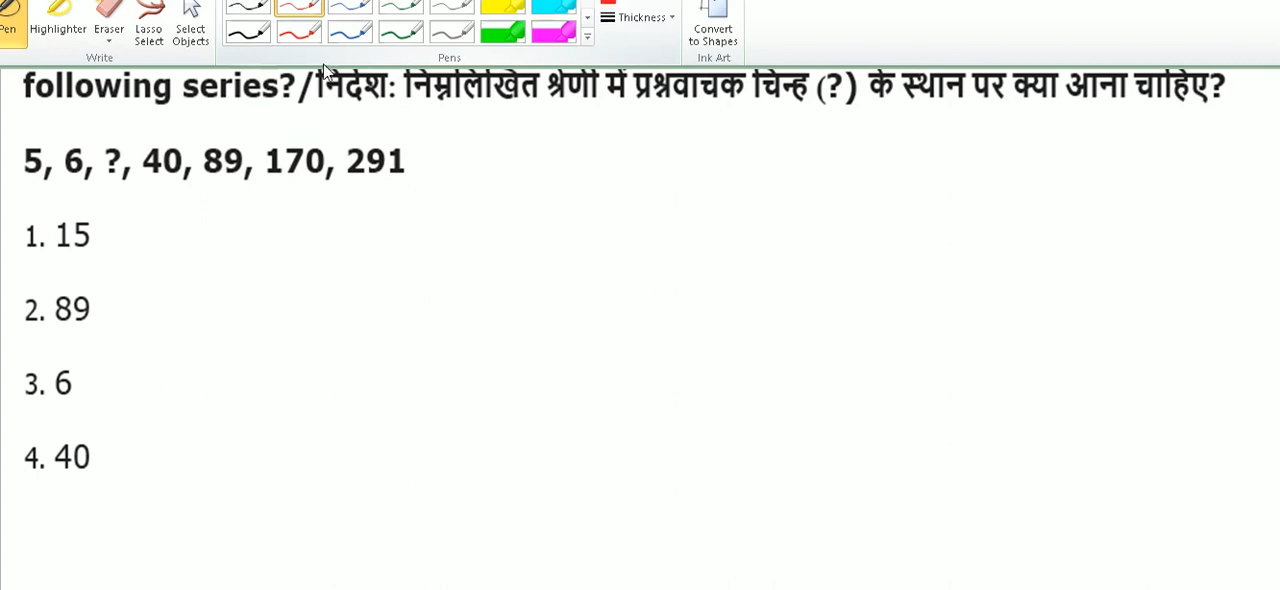 Pen Highlighter Eraser Lasso Select Select Objects Thickness Convert to Shapes
Write Pens Ink Art
following series?/निर्देश: निम्नलिखित श्रेणी में प्रश्नवाचक चिन्ह (?) के स्थान पर क्या आना चाहिए?
5, 6, ?, 40, 89, 170, 291
1. 15
2. 89
3. 6
4. 40